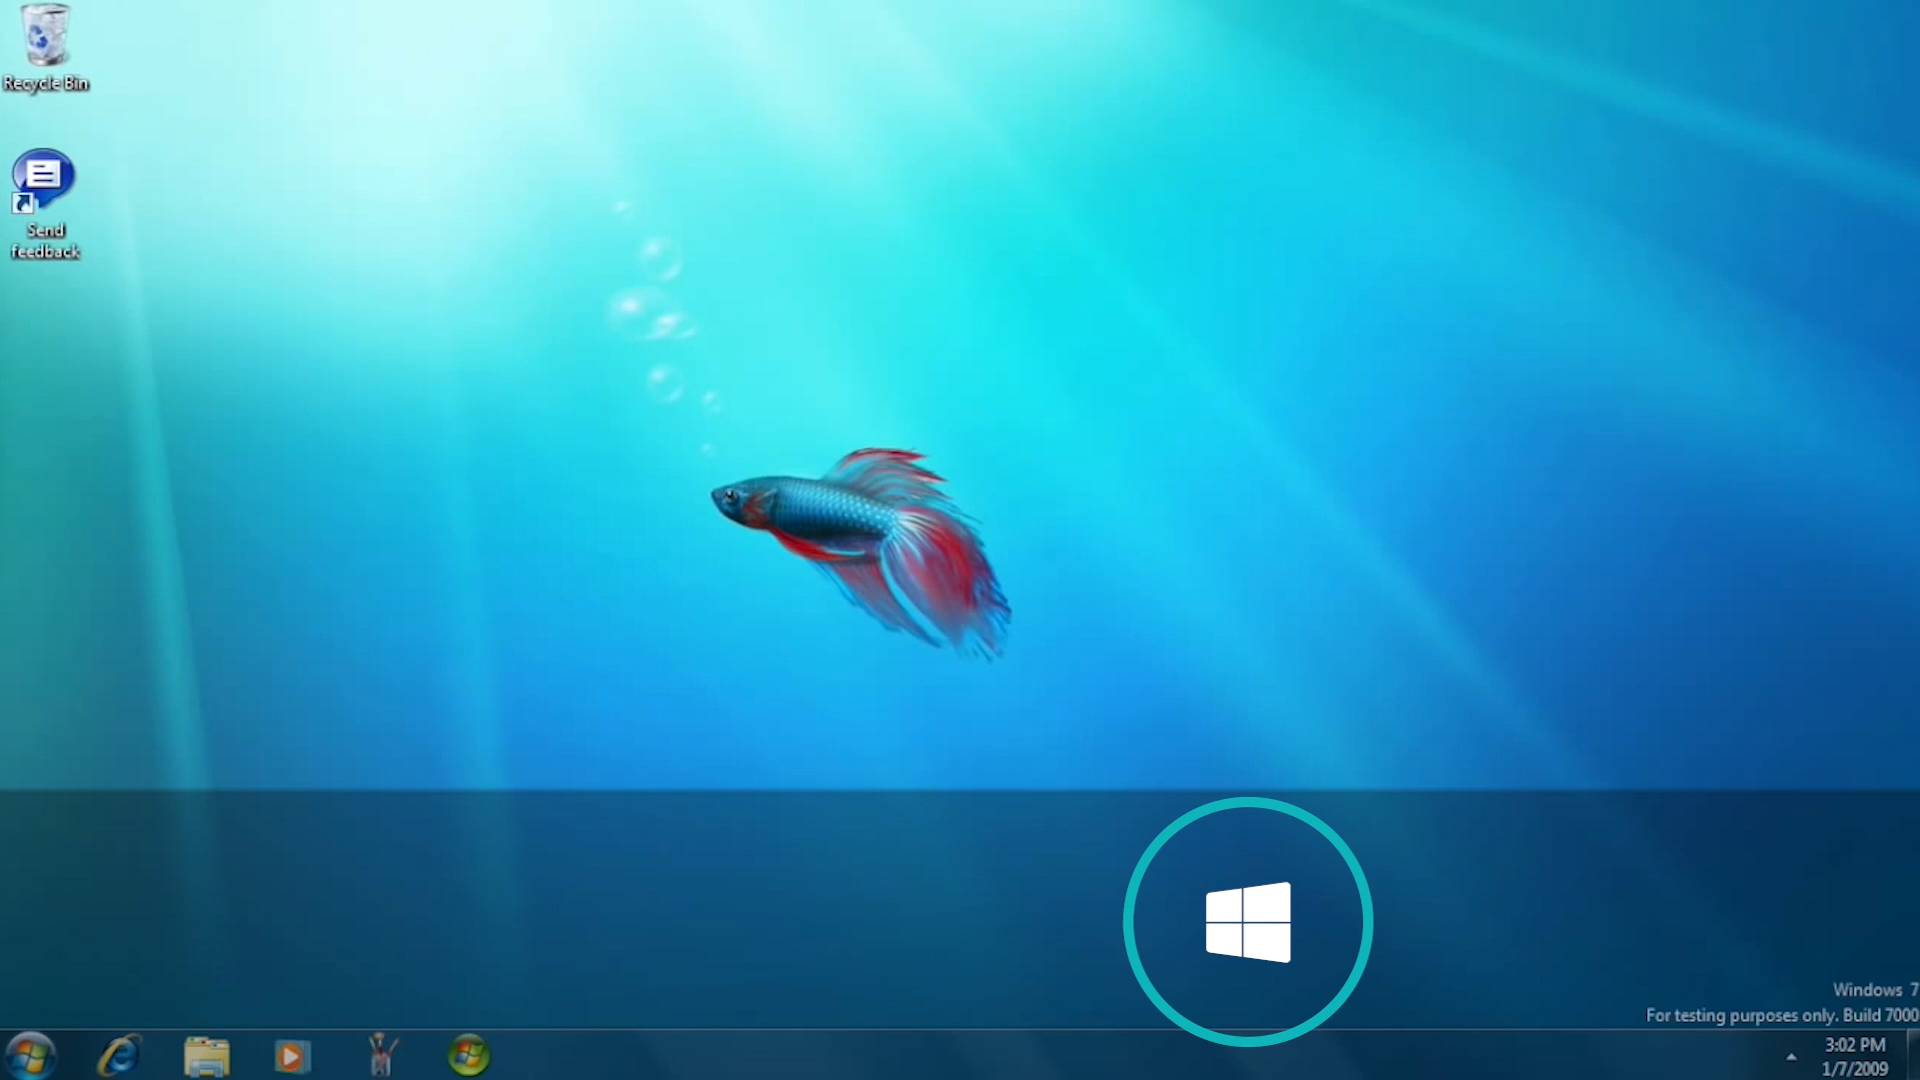 Recycle Bin
Send
feedback
Windows 7
For testing purposes only. Build 7000
3:02 PM
1/7/2009